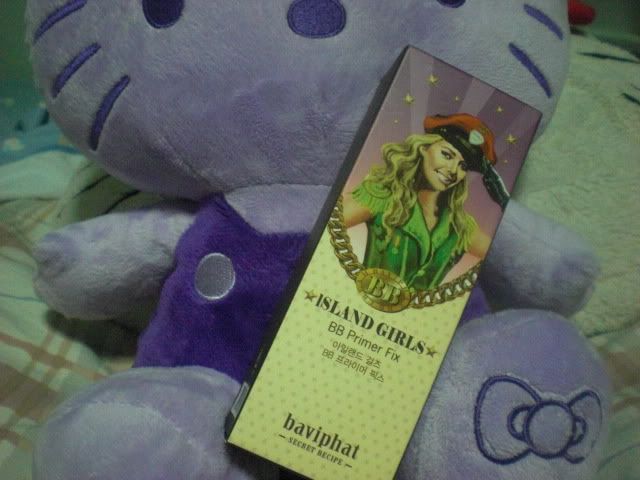 BB
★ISLAND GIRLS★
BB Primer Fix
아일랜드 걸즈
BB 프라이머 픽스
baviphat
SECRET RECIPE